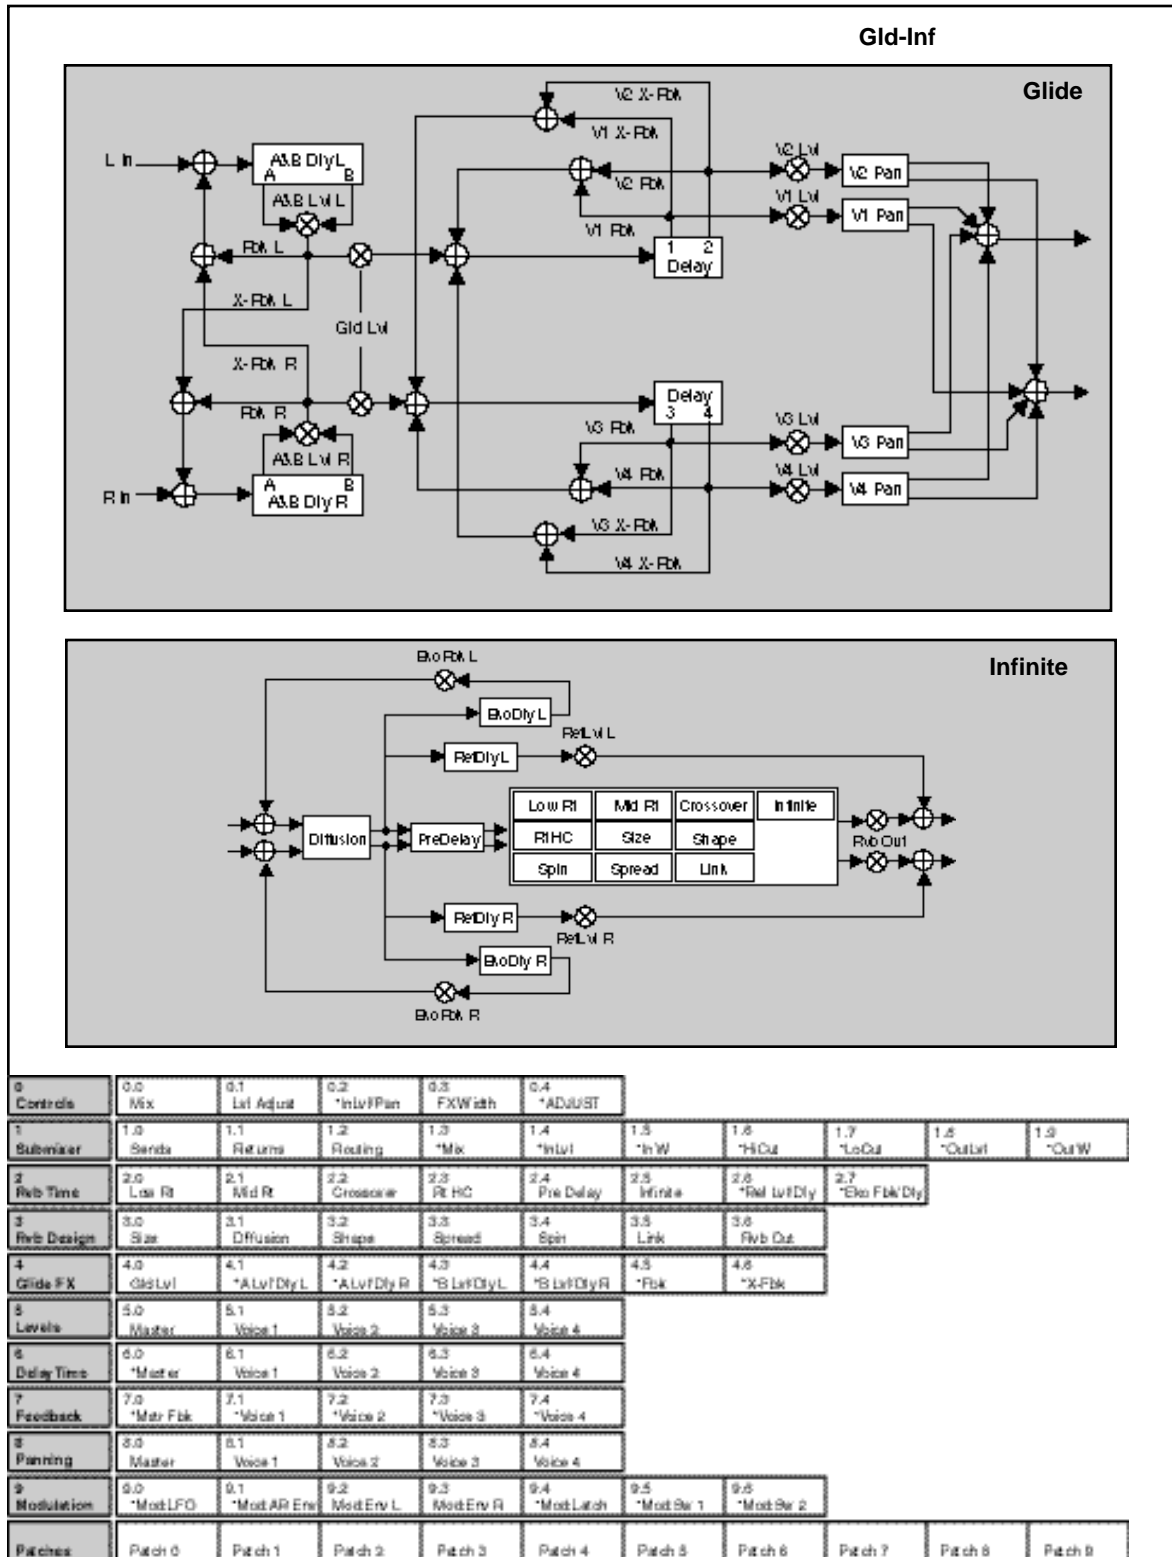 Gld-Inf
Glide
V2 X-Fbk
V1 X-Fbk
L In
A&B Dly L
A B
A&B Lvl L
V2 Lvl
V2 Pan
V2 Fbk
V1 Lvl
V1 Pan
V1 Fbk
Fbk L
1 2
Delay
X-Fbk L
Gld Lvl
X-Fbk R
Delay
3 4
Fbk R
V3 Fbk
V3 Lvl
V3 Pan
A&B Lvl R
V4 Fbk
V4 Lvl
V4 Pan
R In
A B
A&B Dly R
V3 X-Fbk
V4 X-Fbk
Infinite
Eko Fbk L
EkoDly L
RefLvl L
RefDly L
Low Rt Mid Rt Crossover Infinite
Diffusion PreDelay Rt HC Size Shape Rvb Out
Spin Spread Link
RefDly R
RefLvl R
EkoDly R
Eko Fbk R
0 0.0 0.1 0.2 0.3 0.4
Controls Mix Lvl Adjust *InLvl/Pan FXWidth *ADJUST
1 1.0 1.1 1.2 1.3 1.4 1.5 1.6 1.7 1.8 1.9
Submixer Sends Returns Routing *Mix *InLvl *In W *HiCut *LoCut *OutLvl *Out W
2 2.0 2.1 2.2 2.3 2.4 2.5 2.6 2.7
Rvb Time Low Rt Mid Rt Crossover Rt HC Pre Delay Infinite *Ref Lvl/Dly *Eko Fbk/Dly
3 3.0 3.1 3.2 3.3 3.4 3.5 3.6
Rvb Design Size Diffusion Shape Spread Spin Link Rvb Out
4 4.0 4.1 4.2 4.3 4.4 4.5 4.6
Glide FX Gld Lvl *A Lvl/Dly L *A Lvl/Dly R *B Lvl/Dly L *B Lvl/Dly R *Fbk *X-Fbk
5 5.0 5.1 5.2 5.3 5.4
Levels Master Voice 1 Voice 2 Voice 3 Voice 4
6 6.0 6.1 6.2 6.3 6.4
Delay Time *Master Voice 1 Voice 2 Voice 3 Voice 4
7 7.0 7.1 7.2 7.3 7.4
Feedback *Mstr Fbk *Voice 1 *Voice 2 *Voice 3 *Voice 4
8 8.0 8.1 8.2 8.3 8.4
Panning Master Voice 1 Voice 2 Voice 3 Voice 4
9 9.0 9.1 9.2 9.3 9.4 9.5 9.6
Modulation *Mod:LFO *Mod:AR Env Mod:Env L Mod:Env R *Mod:Latch *Mod:Sw 1 *Mod:Sw 2
Patches Patch 0 Patch 1 Patch 2 Patch 3 Patch 4 Patch 5 Patch 6 Patch 7 Patch 8 Patch 9